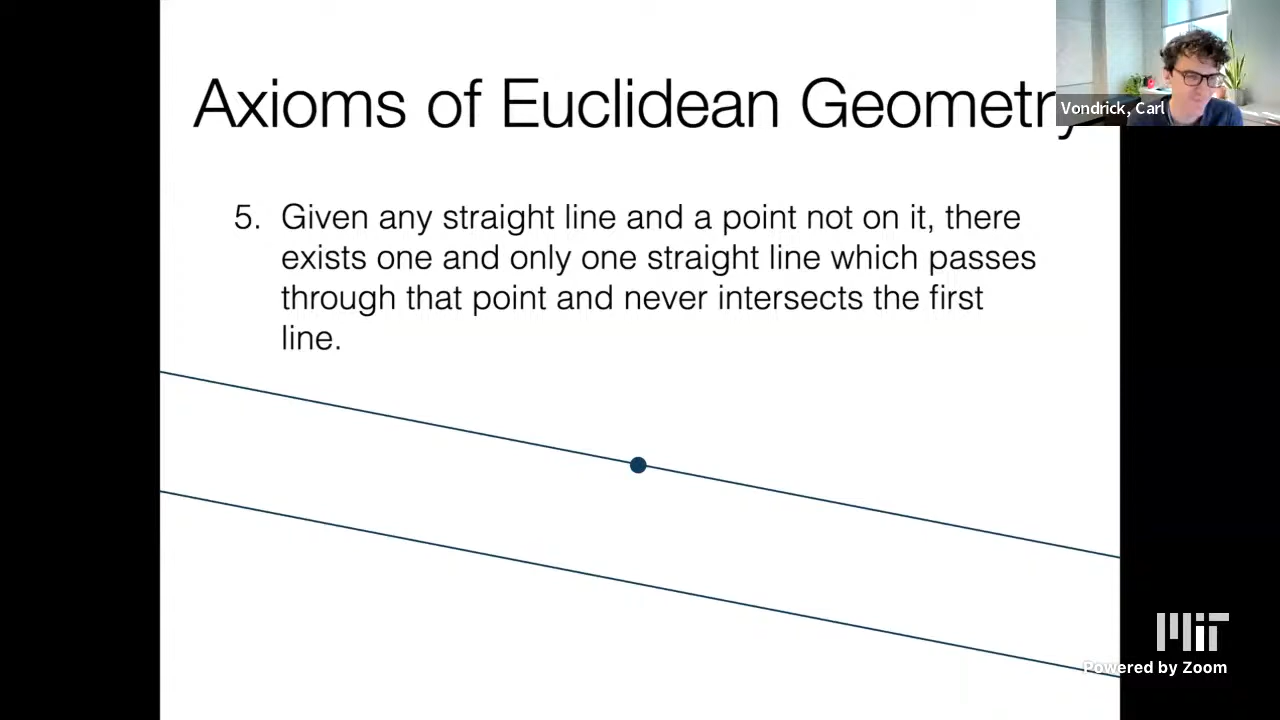 Axioms of Euclidean Geometry
Vondrick, Carl
5. Given any straight line and a point not on it, there
exists one and only one straight line which passes
through that point and never intersects the first
line.
MIT
Powered by Zoom